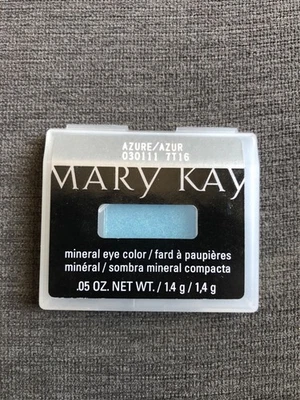 AZURE/AZUR
030111 7T16
MARY KAY
mineral eye color / fard à paupières
minéral / sombra mineral compacta
.05 OZ. NET WT. / 1.4 g / 1,4 g